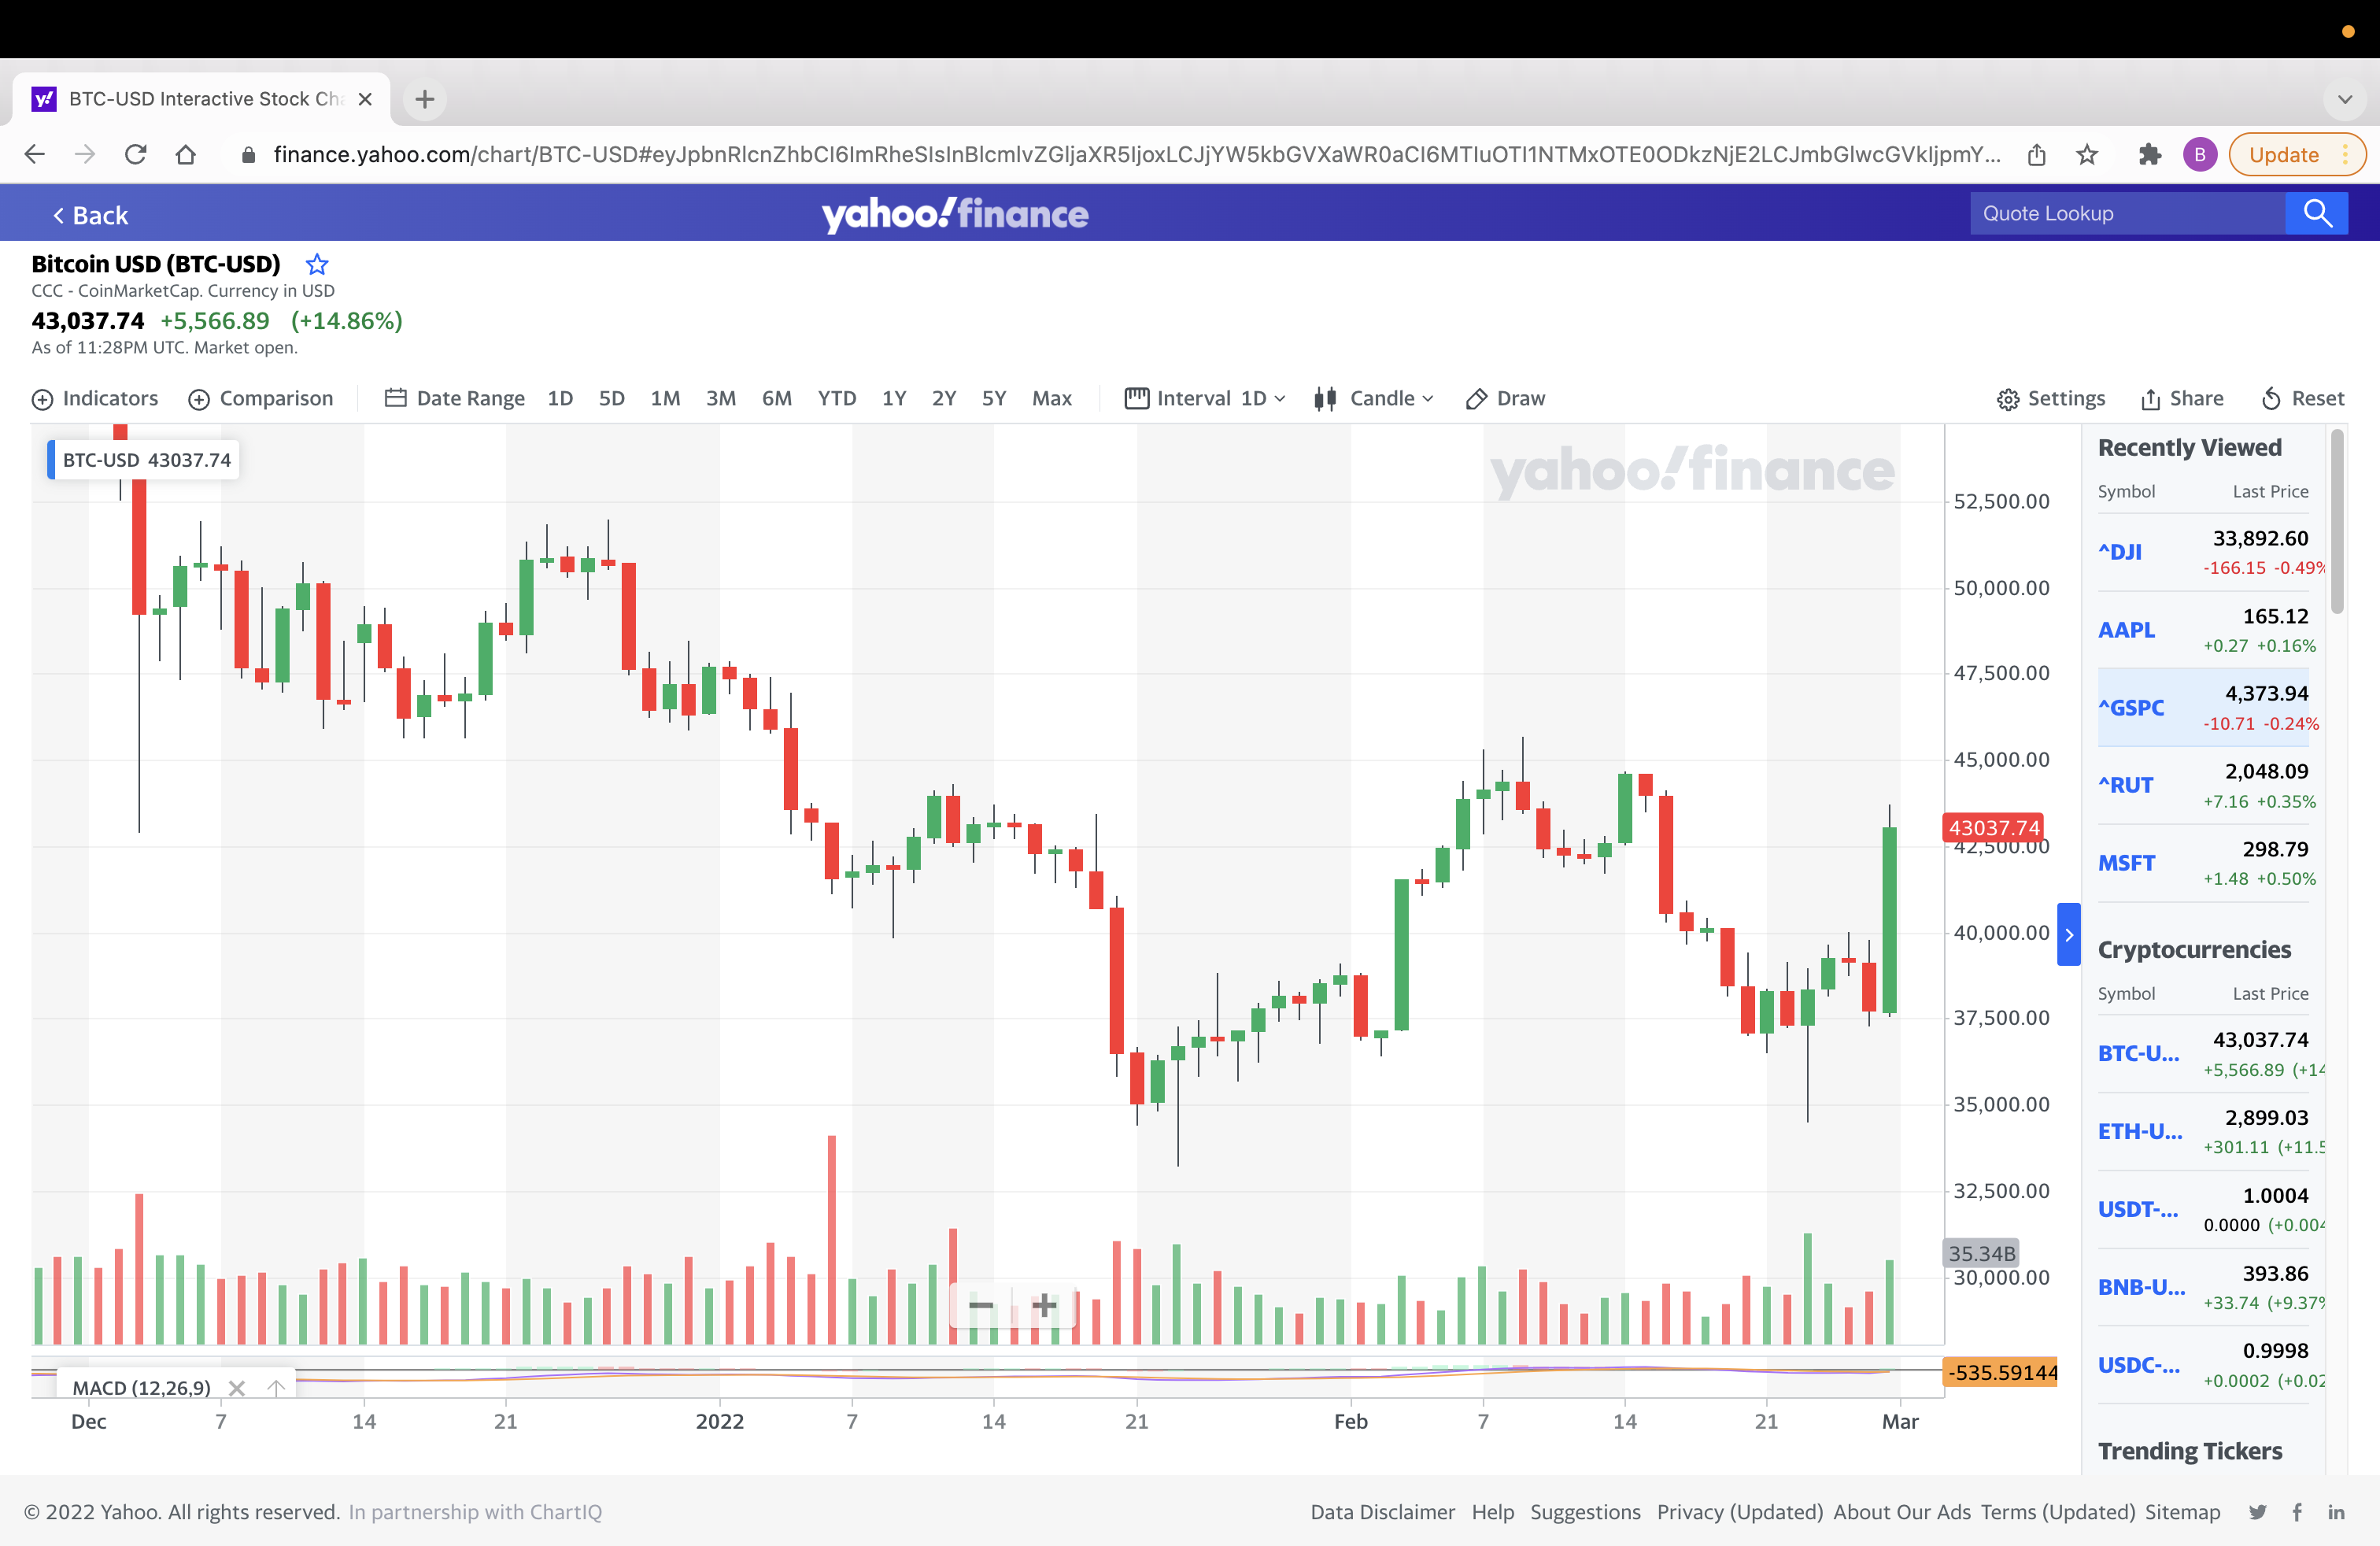 BTC-USD Interactive Stock Cha
finance.yahoo.com/chart/BTC-USD#eyJpbnRlcnZhbCI6ImRheSIsInBlcmlvZGljaXR5IjoxLCJjYW5kbGVXaWR0aCI6MTIuOTI1NTMxOTE0ODkzNjE2LCJmbGlwcGVkIjpmY...
B
Update
Back
yahoo!finance
Quote Lookup
Bitcoin USD (BTC-USD)
CCC - CoinMarketCap. Currency in USD
43,037.74 +5,566.89 (+14.86%)
As of 11:28PM UTC. Market open.
Indicators Comparison Date Range 1D 5D 1M 3M 6M YTD 1Y 2Y 5Y Max Interval 1D Candle Draw Settings Share Reset
BTC-USD 43037.74
yahoo!finance
52,500.00
50,000.00
47,500.00
45,000.00
43037.74
42,500.00
40,000.00
37,500.00
35,000.00
32,500.00
35.34B
30,000.00
MACD (12,26,9)
-535.59144
Dec 7 14 21 2022 7 14 21 Feb 7 14 21 Mar
Recently Viewed
Symbol Last Price
^DJI 33,892.60
-166.15 -0.49%
AAPL 165.12
+0.27 +0.16%
^GSPC 4,373.94
-10.71 -0.24%
^RUT 2,048.09
+7.16 +0.35%
MSFT 298.79
+1.48 +0.50%
Cryptocurrencies
Symbol Last Price
BTC-U... 43,037.74
+5,566.89 (+14
ETH-U... 2,899.03
+301.11 (+11.5
USDT-... 1.0004
0.0000 (+0.004
BNB-U... 393.86
+33.74 (+9.37%
USDC-... 0.9998
+0.0002 (+0.02
Trending Tickers
© 2022 Yahoo. All rights reserved. In partnership with ChartIQ
Data Disclaimer Help Suggestions Privacy (Updated) About Our Ads Terms (Updated) Sitemap